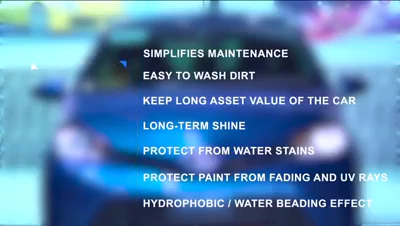 SIMPLIFIES MAINTENANCE
EASY TO WASH DIRT
KEEP LONG ASSET VALUE OF THE CAR
LONG-TERM SHINE
PROTECT FROM WATER STAINS
PROTECT PAINT FROM FADING AND UV RAYS
HYDROPHOBIC / WATER BEADING EFFECT